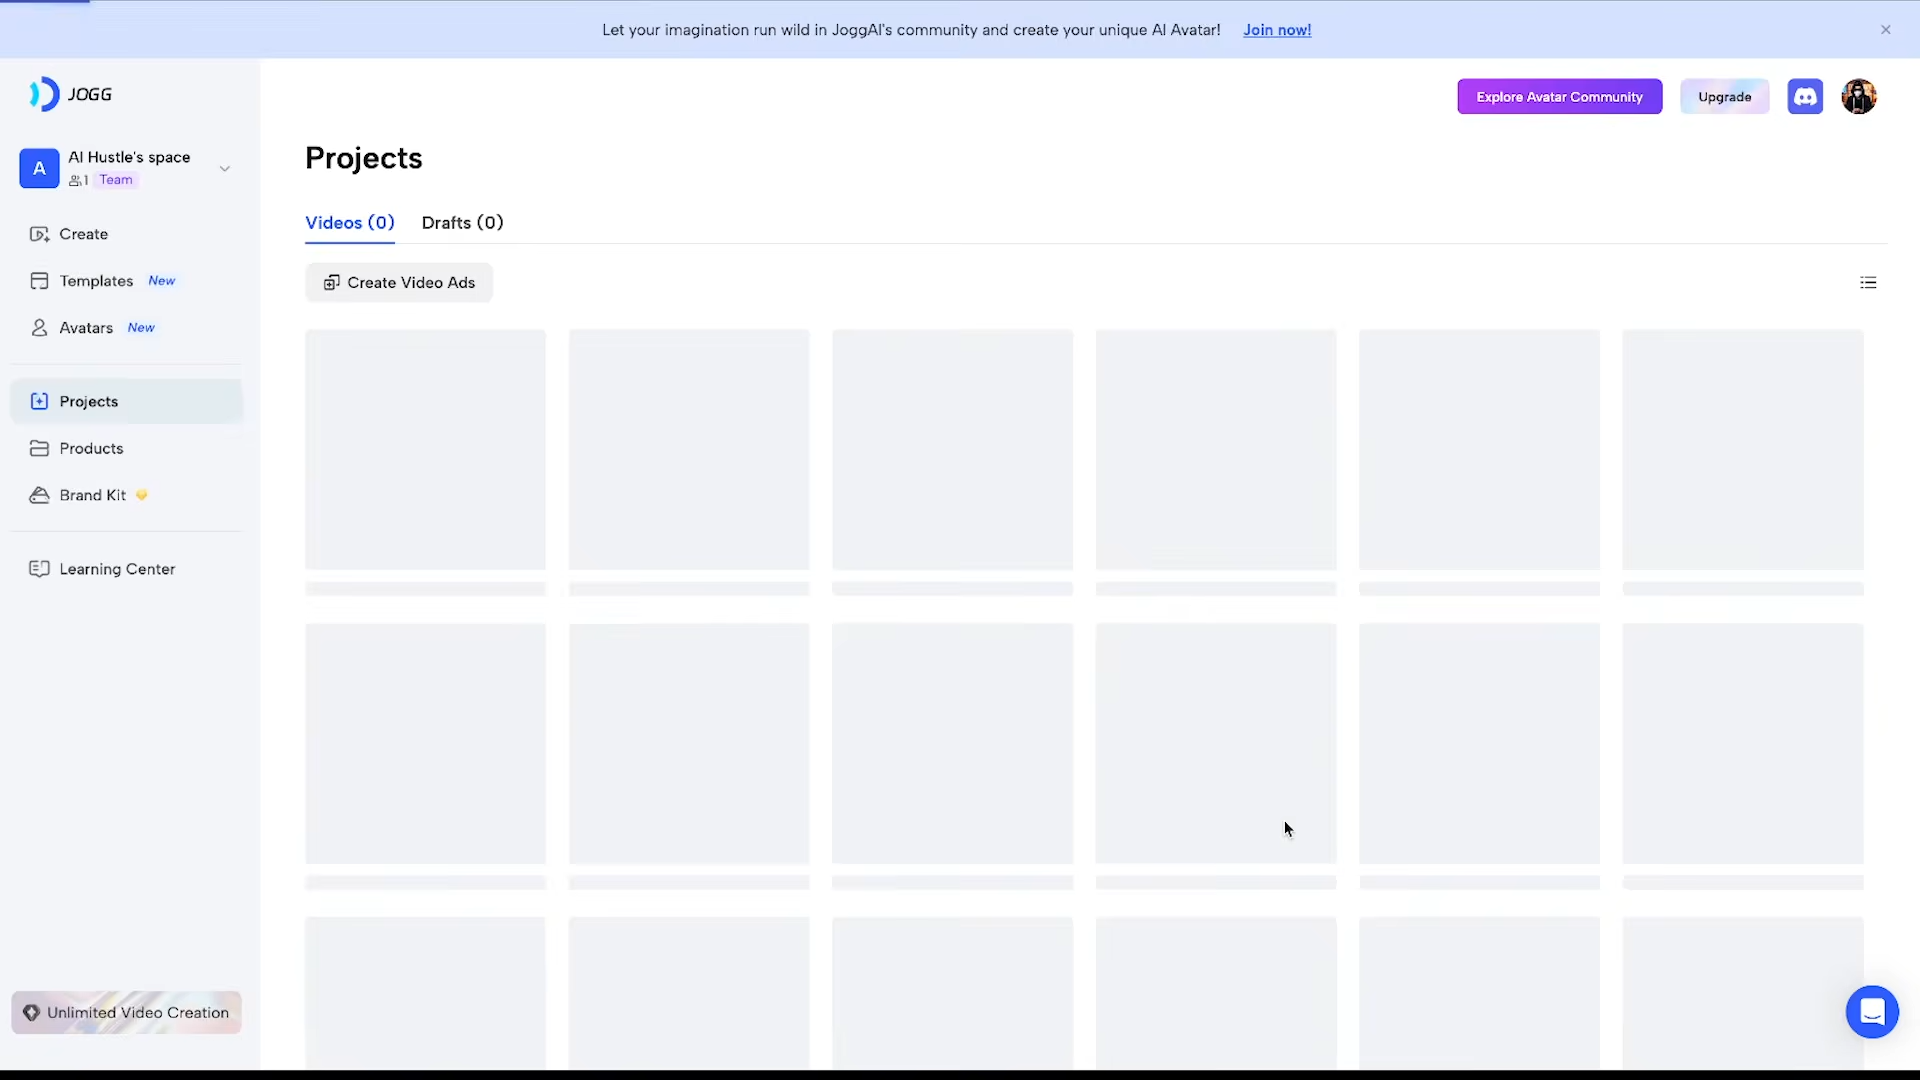 Let your imagination run wild in JoggAI's community and create your unique AI Avatar! Join now!
JOGG
Explore Avatar Community
Upgrade
A
AI Hustle's space
1 Team
Projects
Videos (0)
Drafts (0)
Create
Templates New
Create Video Ads
Avatars New
Projects
Products
Brand Kit
Learning Center
Unlimited Video Creation